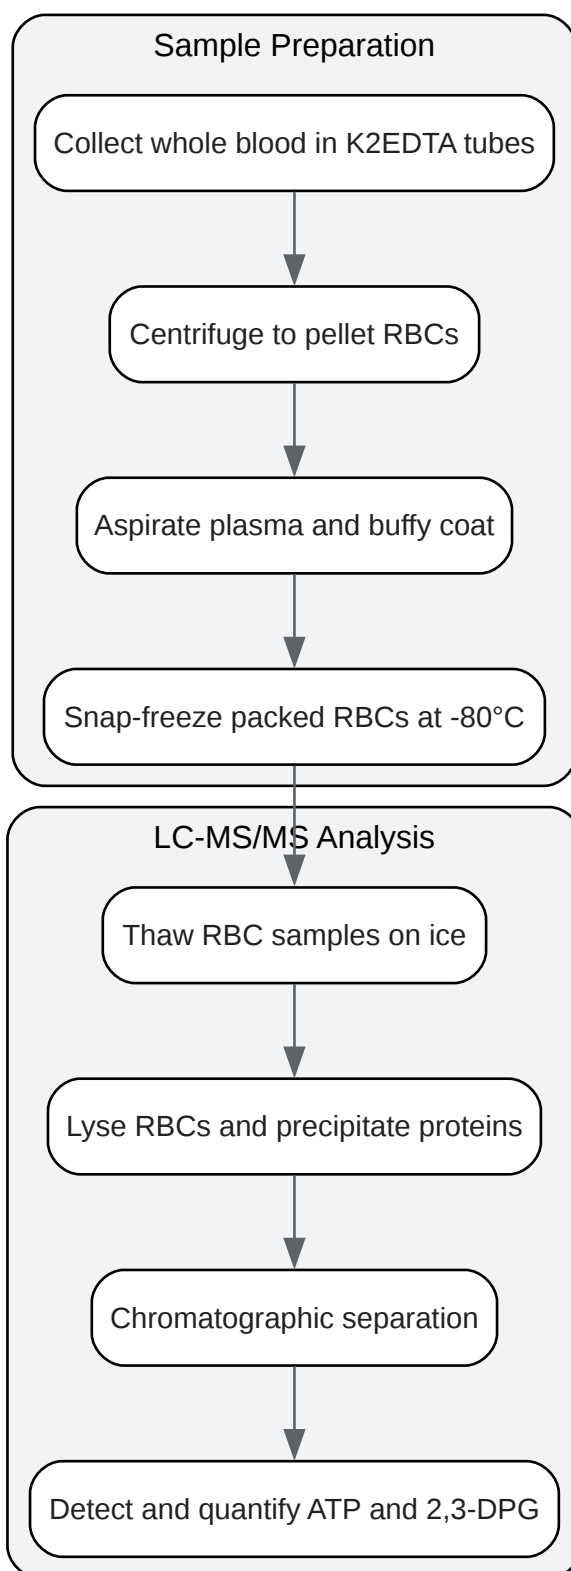 Sample Preparation
Collect whole blood in K2EDTA tubes
Centrifuge to pellet RBCs
Aspirate plasma and buffy coat
Snap-freeze packed RBCs at -80°C
LC-MS/MS Analysis
Thaw RBC samples on ice
Lyse RBCs and precipitate proteins
Chromatographic separation
Detect and quantify ATP and 2,3-DPG